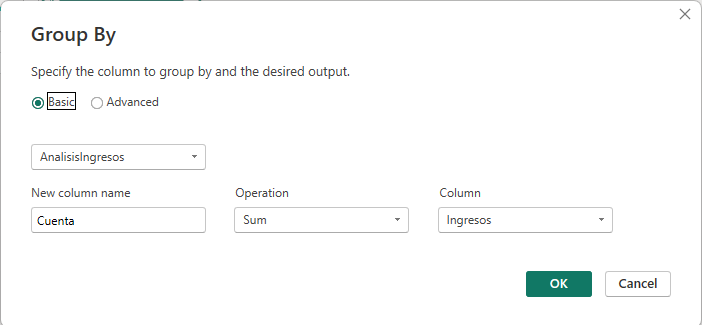 Group By
Specify the column to group by and the desired output.
Basic Advanced
AnalisisIngresos
New column name Operation Column
Cuenta Sum Ingresos
OK Cancel